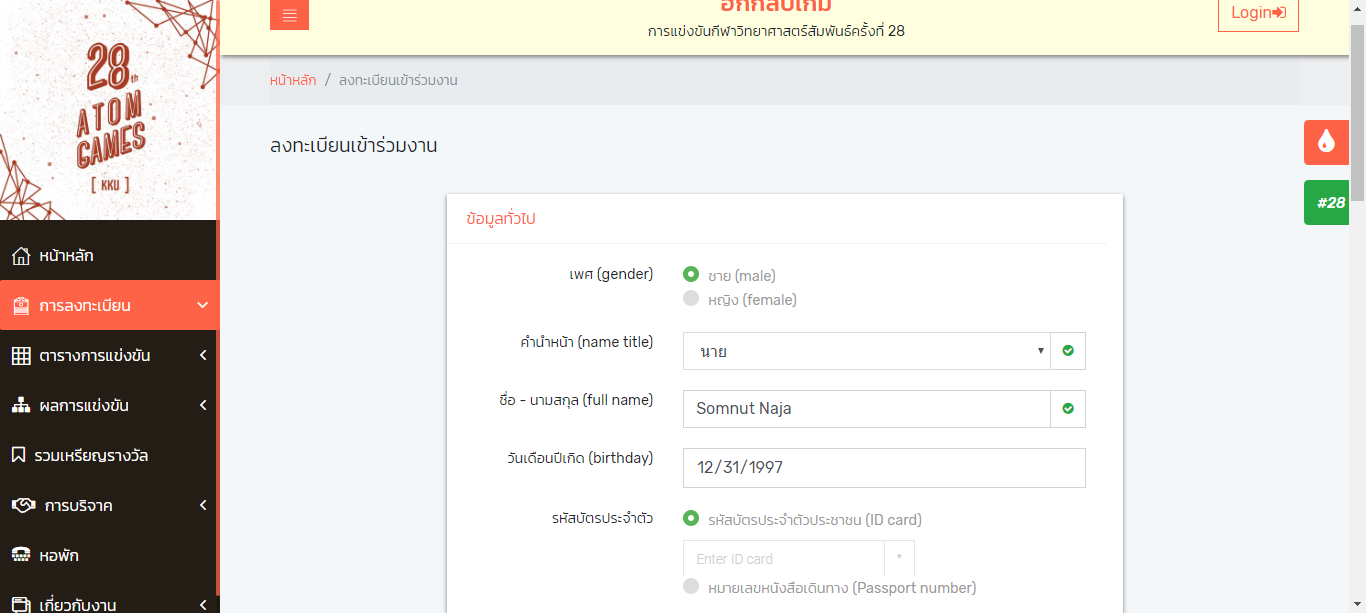 28th
ATOM
GAMES
[ KKU ]
หน้าหลัก
การลงทะเบียน
ตารางการแข่งขัน
ผลการแข่งขัน
รวมเหรียญรางวัล
การบริจาค
หอพัก
เกี่ยวกับงาน
การแข่งขันกีฬาวิทยาศาสตร์สัมพันธ์ครั้งที่ 28
Login
หน้าหลัก / ลงทะเบียนเข้าร่วมงาน
ลงทะเบียนเข้าร่วมงาน
#28
ข้อมูลทั่วไป
เพศ (gender)
ชาย (male)
หญิง (female)
คำนำหน้า (name title)
นาย
ชื่อ - นามสกุล (full name)
Somnut Naja
วันเดือนปีเกิด (birthday)
12/31/1997
รหัสบัตรประจำตัว
รหัสบัตรประจำตัวประชาชน (ID card)
Enter ID card *
หมายเลขหนังสือเดินทาง (Passport number)